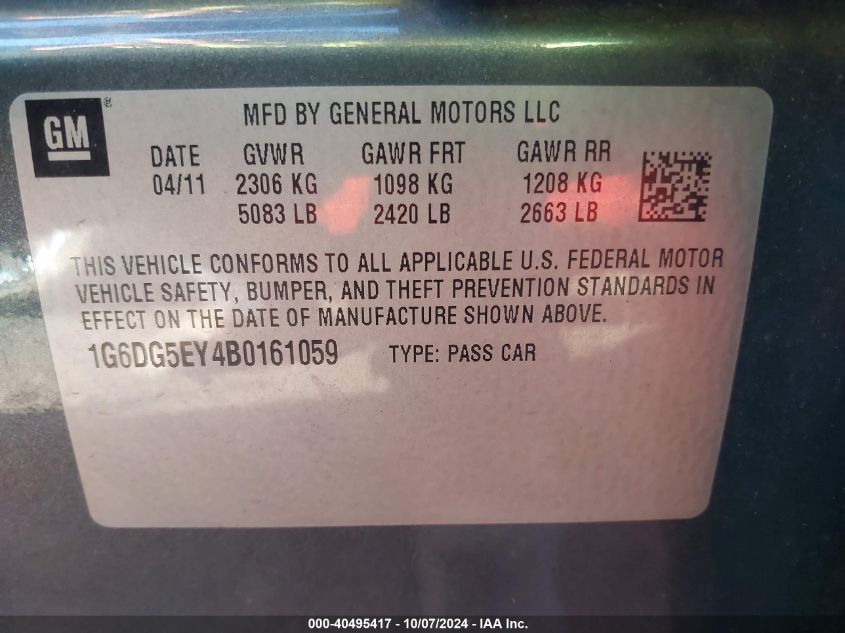 GM ®
MFD BY GENERAL MOTORS LLC
DATE GVWR GAWR FRT GAWR RR
04/11 2306 KG 1098 KG 1208 KG
5083 LB 2420 LB 2663 LB
THIS VEHICLE CONFORMS TO ALL APPLICABLE U.S. FEDERAL MOTOR
VEHICLE SAFETY, BUMPER, AND THEFT PREVENTION STANDARDS IN
EFFECT ON THE DATE OF MANUFACTURE SHOWN ABOVE.
1G6DG5EY4B0161059 TYPE: PASS CAR
000-40495417 - 10/07/2024 - IAA Inc.